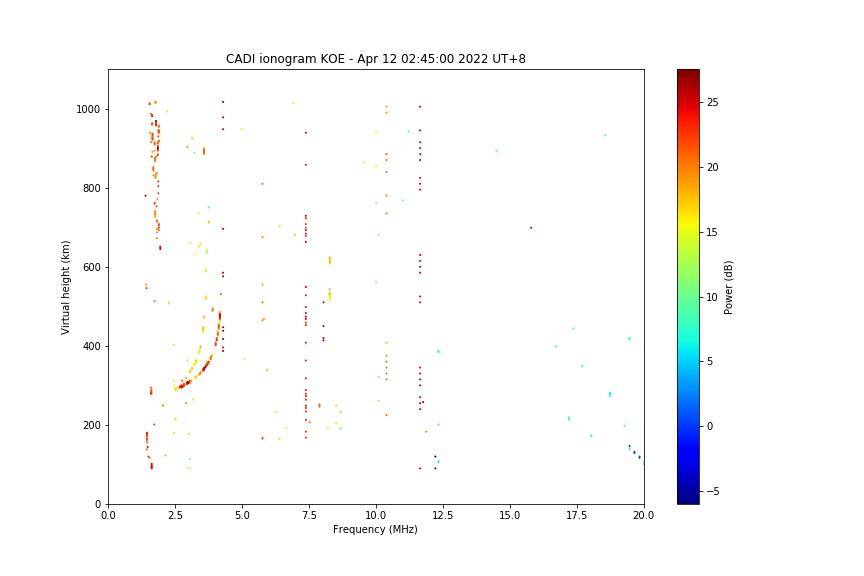 CADI ionogram KOE - Apr 12 02:45:00 2022 UT+8
1000
800
600
400
200
0
Virtual height (km)
0.0 2.5 5.0 7.5 10.0 12.5 15.0 17.5 20.0
Frequency (MHz)
25
20
15
10
5
0
−5
Power (dB)